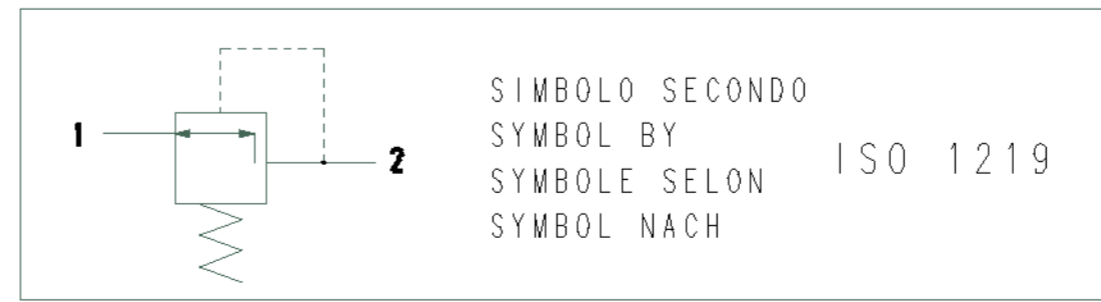 1
2
SIMBOLO SECONDO
SYMBOL BY
SYMBOLE SELON
SYMBOL NACH
ISO 1219